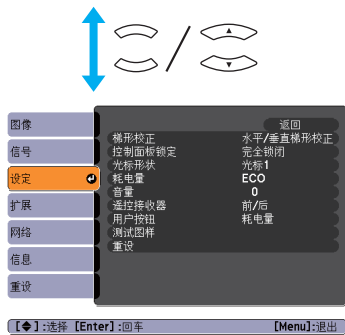 图像
信号
设定
扩展
网络
信息
重设
返回
梯形校正 水平/垂直梯形校正
控制面板锁定 完全锁闭
光标形状 光标1
耗电量 ECO
音量 0
遥控接收器 前/后
用户按钮 耗电量
测试图样
重设
[◆]:选择 [Enter]:回车 [Menu]:退出